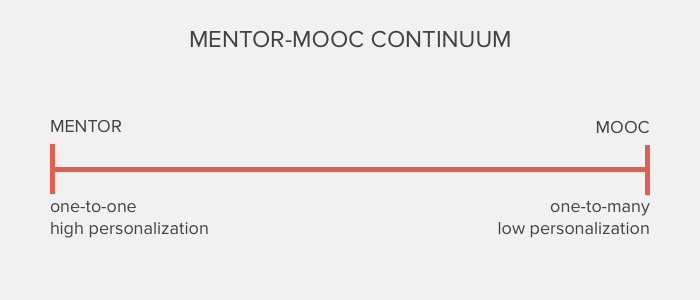 MENTOR-MOOC CONTINUUM
MENTOR
MOOC
one-to-one
high personalization
one-to-many
low personalization